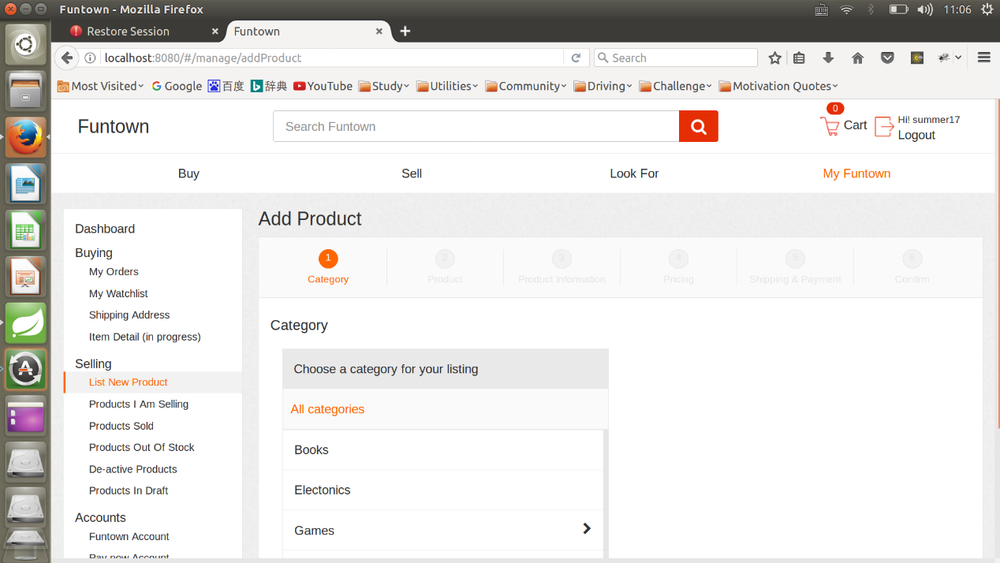 Funtown - Mozilla Firefox
11:06
Restore Session
Funtown
localhost:8080/#/manage/addProduct
Search
Most Visited
Google
百度
辞典
YouTube
Study
Utilities
Community
Driving
Challenge
Motivation Quotes
Funtown
Search Funtown
0
Cart
Hi! summer17
Logout
Buy
Sell
Look For
My Funtown
Dashboard
Buying
My Orders
My Watchlist
Shipping Address
Item Detail (in progress)
Selling
List New Product
Products I Am Selling
Products Sold
Products Out Of Stock
De-active Products
Products In Draft
Accounts
Funtown Account
Pay now Account
Add Product
1
Category
2
Product
3
Product Information
4
Pricing
5
Shipping & Payment
6
Confirm
Category
Choose a category for your listing
All categories
Books
Electonics
Games